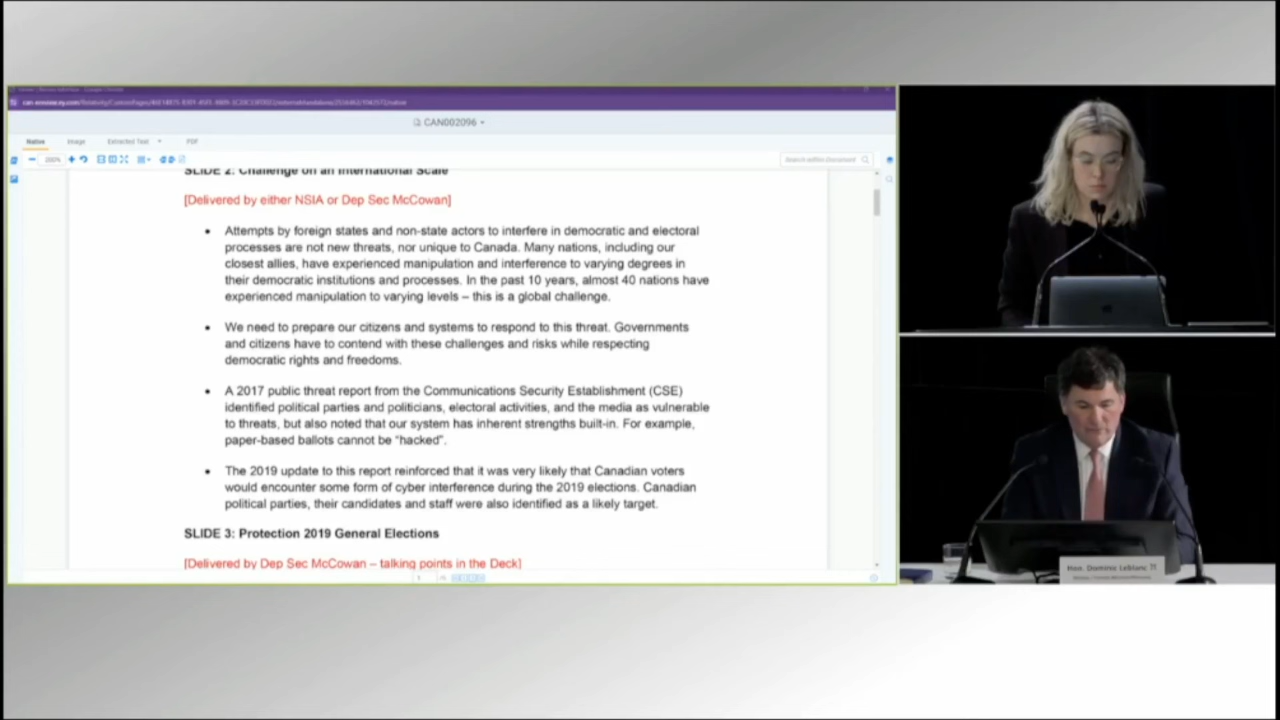 CAN002096
Native Image Extracted Text PDF
200%
Search within document
SLIDE 2: Challenge on an International Scale
[Delivered by either NSIA or Dep Sec McCowan]
• Attempts by foreign states and non-state actors to interfere in democratic and electoral
processes are not new threats, nor unique to Canada. Many nations, including our
closest allies, have experienced manipulation and interference to varying degrees in
their democratic institutions and processes. In the past 10 years, almost 40 nations have
experienced manipulation to varying levels – this is a global challenge.
• We need to prepare our citizens and systems to respond to this threat. Governments
and citizens have to contend with these challenges and risks while respecting
democratic rights and freedoms.
• A 2017 public threat report from the Communications Security Establishment (CSE)
identified political parties and politicians, electoral activities, and the media as vulnerable
to threats, but also noted that our system has inherent strengths built-in. For example,
paper-based ballots cannot be “hacked”.
• The 2019 update to this report reinforced that it was very likely that Canadian voters
would encounter some form of cyber interference during the 2019 elections. Canadian
political parties, their candidates and staff were also identified as a likely target.
SLIDE 3: Protection 2019 General Elections
[Delivered by Dep Sec McCowan – talking points in the Deck]
Hon. Dominic LeBlanc